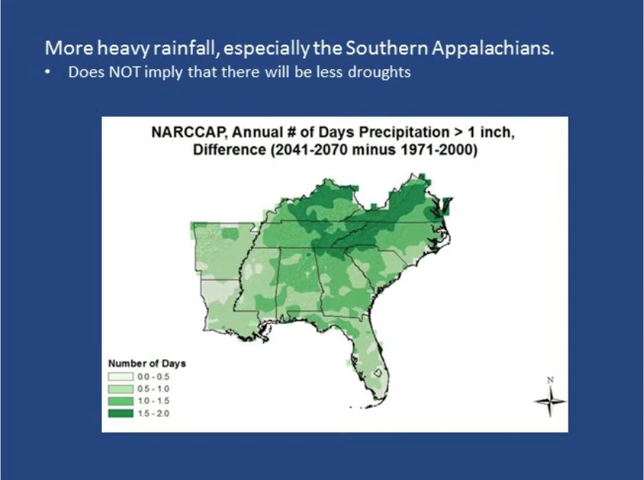 More heavy rainfall, especially the Southern Appalachians.
• Does NOT imply that there will be less droughts
NARCCAP, Annual # of Days Precipitation > 1 inch,
Difference (2041-2070 minus 1971-2000)
Number of Days
0.0 - 0.5
0.5 - 1.0
1.0 - 1.5
1.5 - 2.0
N